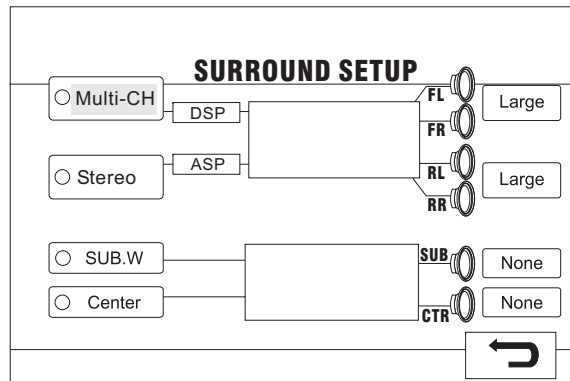 SURROUND SETUP
Multi-CH
DSP
FL
Large
FR
Stereo
ASP
RL
Large
RR
SUB.W
SUB
None
Center
CTR
None